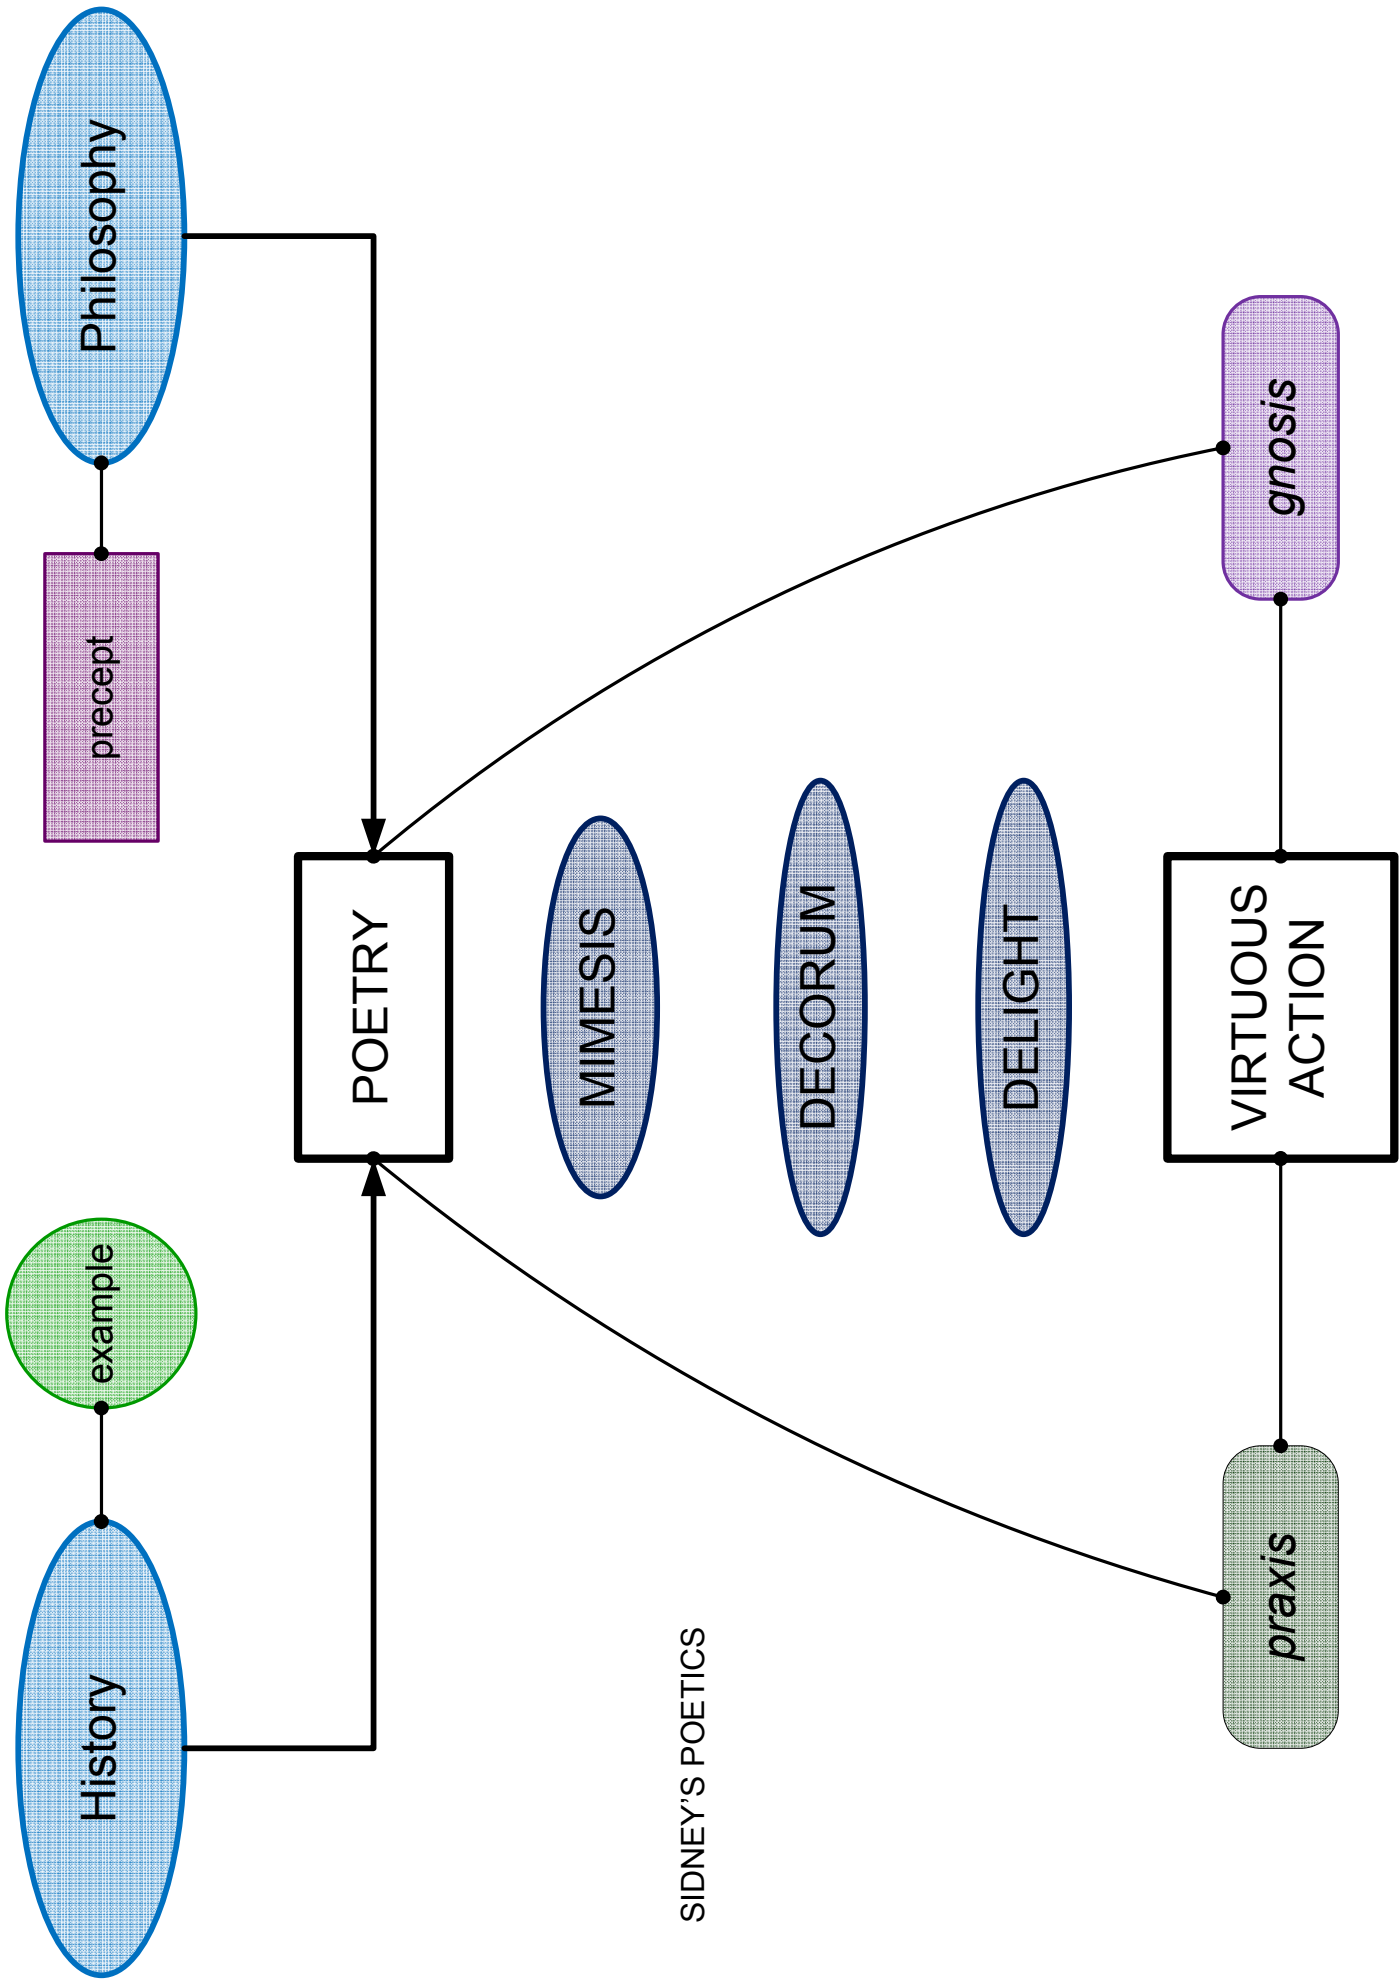 History
example
precept
Philosophy
POETRY
MIMESIS
SIDNEY’S POETICS
DECORUM
DELIGHT
praxis
VIRTUOUS
ACTION
gnosis